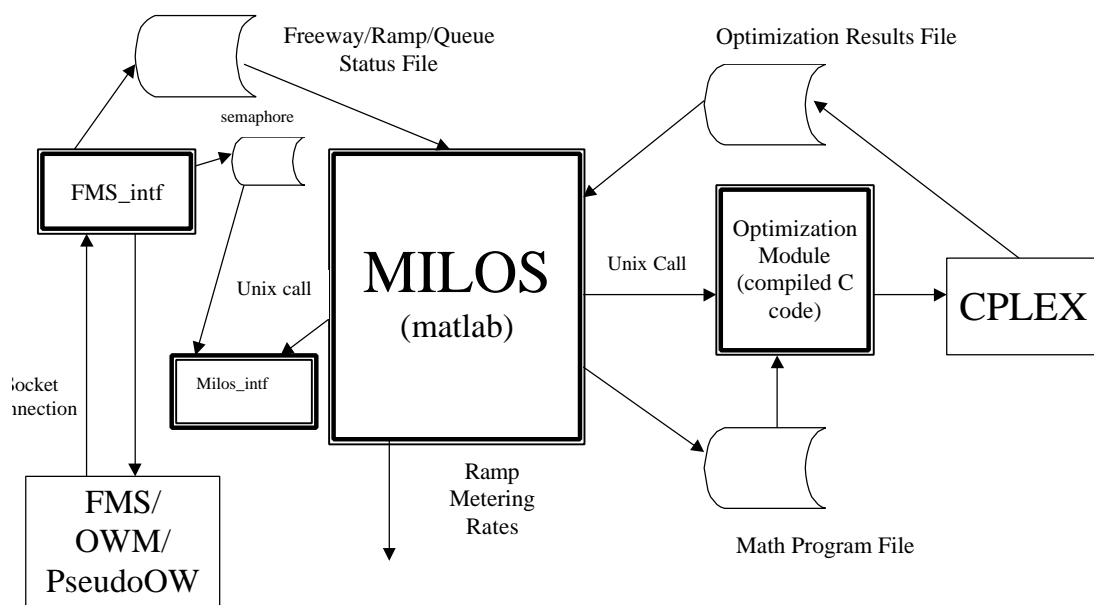 Freeway/Ramp/Queue
Status File
Optimization Results File
semaphore
FMS_intf
MILOS
(matlab)
Optimization
Module
(compiled C
code)
Unix Call
CPLEX
Unix call
Milos_intf
Ramp
Metering
Rates
FMS/
OWM/
PseudoOW
Math Program File